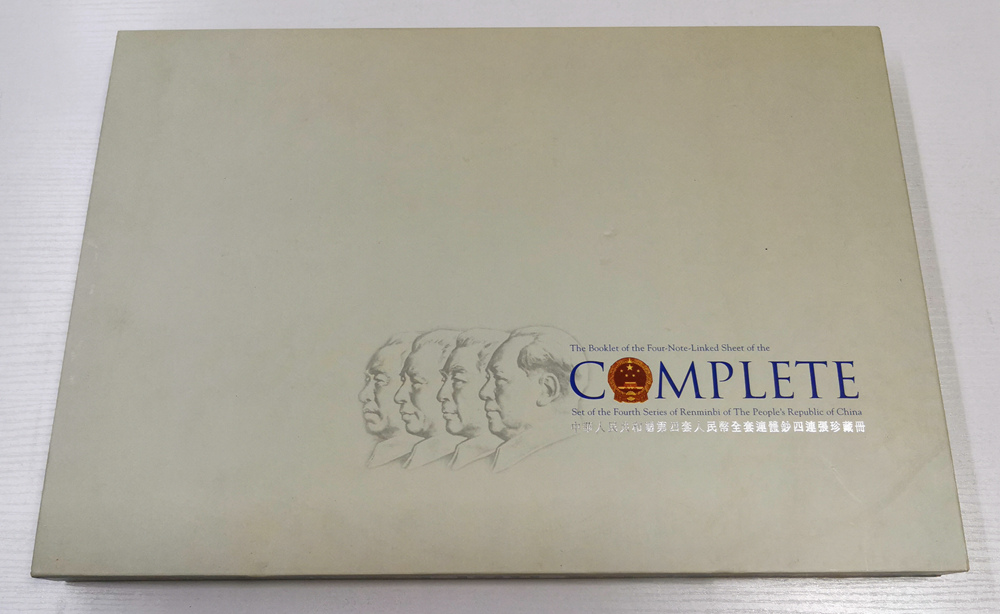 The Booklet of the Four-Note-Linked Sheet of the
COMPLETE
Set of the Fourth Series of Renminbi of The People's Republic of China
中華人民共和國第四套人民幣全套連體鈔四連張珍藏冊